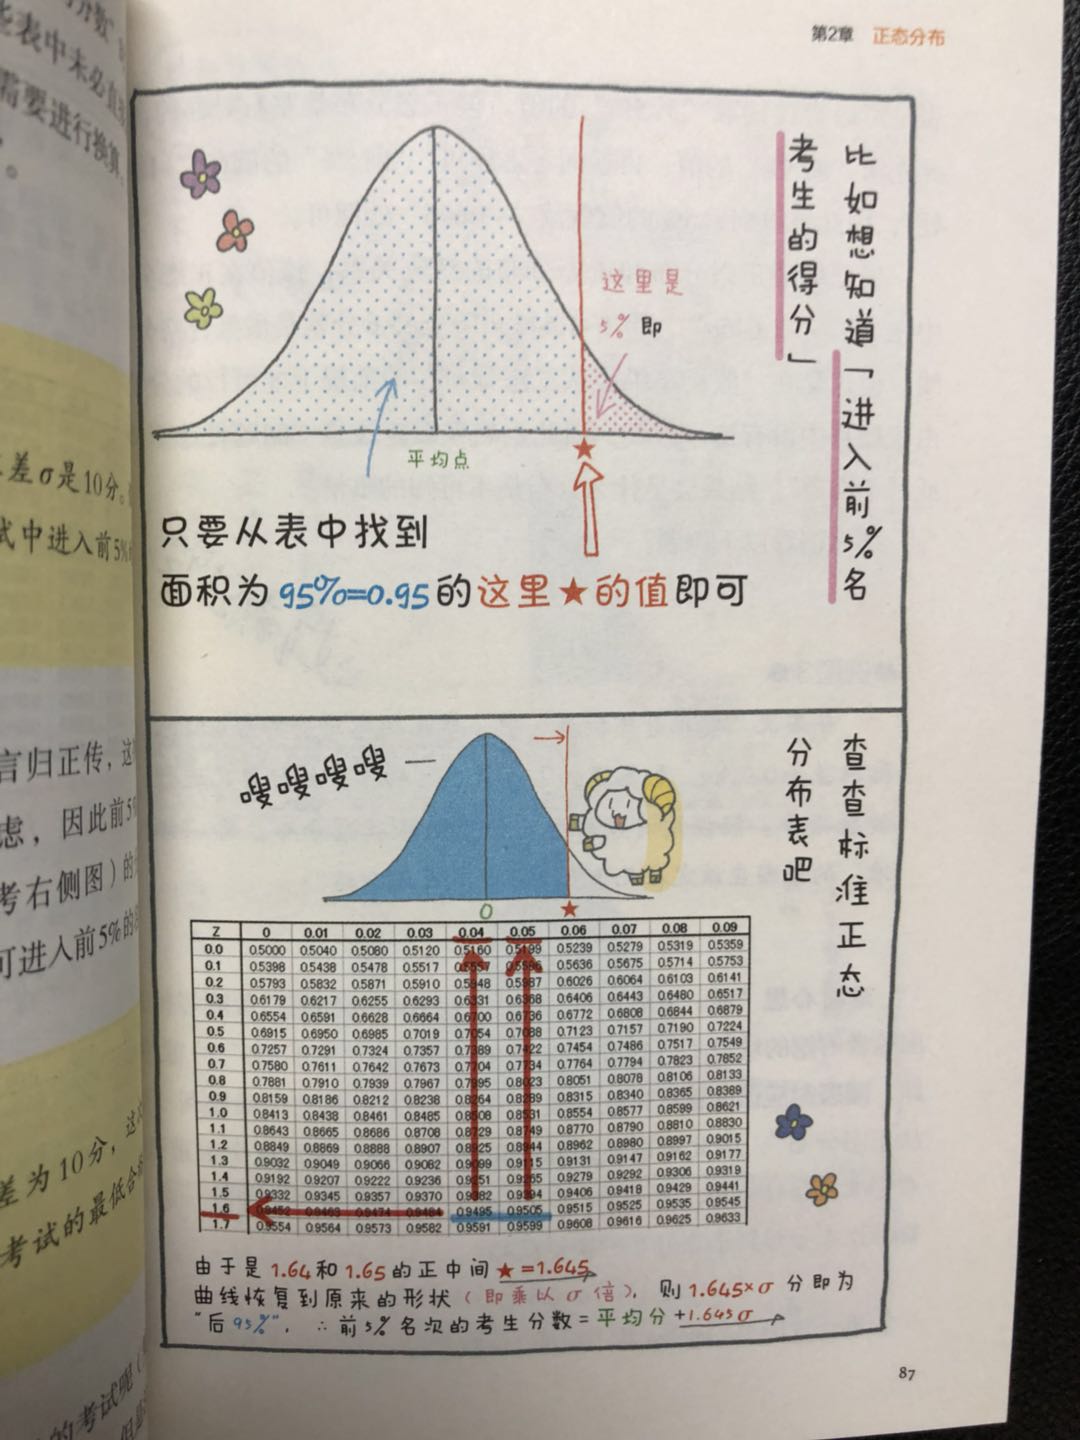 分数"
些表中未必直接
需要进行换算,
。
差σ是10分。
试中进入前5%
言归正传，这
虑，因此前5
考右侧图）的
可进入前5%的
差为10分，这
考试的最低合格
的考试呢
第2章 正态分布
比如想知道「进入前5%名
考生的得分」
这里是
5%即
平均点
只要从表中找到
面积为95%=0.95的这里★的值即可
查查标准正态
分布表吧
嗖嗖嗖嗖
0
Z 0 0.01 0.02 0.03 0.04 0.05 0.06 0.07 0.08 0.09
0.0 0.5000 0.5040 0.5080 0.5120 0.5160 0.5199 0.5239 0.5279 0.5319 0.5359
0.1 0.5398 0.5438 0.5478 0.5517 0.5557 0.5596 0.5636 0.5675 0.5714 0.5753
0.2 0.5793 0.5832 0.5871 0.5910 0.5948 0.5987 0.6026 0.6064 0.6103 0.6141
0.3 0.6179 0.6217 0.6255 0.6293 0.6331 0.6368 0.6406 0.6443 0.6480 0.6517
0.4 0.6554 0.6591 0.6628 0.6664 0.6700 0.6736 0.6772 0.6808 0.6844 0.6879
0.5 0.6915 0.6950 0.6985 0.7019 0.7054 0.7088 0.7123 0.7157 0.7190 0.7224
0.6 0.7257 0.7291 0.7324 0.7357 0.7389 0.7422 0.7454 0.7486 0.7517 0.7549
0.7 0.7580 0.7611 0.7642 0.7673 0.7704 0.7734 0.7764 0.7794 0.7823 0.7852
0.8 0.7881 0.7910 0.7939 0.7967 0.7995 0.8023 0.8051 0.8078 0.8106 0.8133
0.9 0.8159 0.8186 0.8212 0.8238 0.8264 0.8289 0.8315 0.8340 0.8365 0.8389
1.0 0.8413 0.8438 0.8461 0.8485 0.8508 0.8531 0.8554 0.8577 0.8599 0.8621
1.1 0.8643 0.8665 0.8686 0.8708 0.8729 0.8749 0.8770 0.8790 0.8810 0.8830
1.2 0.8849 0.8869 0.8888 0.8907 0.8925 0.8944 0.8962 0.8980 0.8997 0.9015
1.3 0.9032 0.9049 0.9066 0.9082 0.9099 0.9115 0.9131 0.9147 0.9162 0.9177
1.4 0.9192 0.9207 0.9222 0.9236 0.9251 0.9265 0.9279 0.9292 0.9306 0.9319
1.5 0.9332 0.9345 0.9357 0.9370 0.9382 0.9394 0.9406 0.9418 0.9429 0.9441
1.6 0.9452 0.9463 0.9474 0.9484 0.9495 0.9505 0.9515 0.9525 0.9535 0.9545
1.7 0.9554 0.9564 0.9573 0.9582 0.9591 0.9599 0.9608 0.9616 0.9625 0.9633
由于是1.64和1.65的正中间★=1.645
曲线恢复到原来的形状（即乘以σ倍），则1.645×σ分即为
"后95%"，∴前5%名次的考生分数=平均分+1.645σ
87